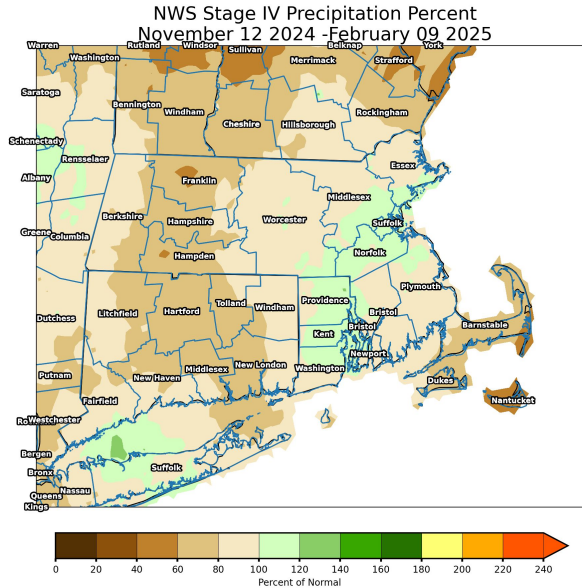 NWS Stage IV Precipitation Percent
November 12 2024 -February 09 2025
Warren Rutland Windsor Sullivan Belknap York
Washington Merrimack Strafford
Saratoga
Bennington Windham Rockingham
Cheshire Hillsborough
Schenectady
Rensselaer Essex
Albany Franklin
Middlesex
Berkshire Hampshire Worcester Suffolk
Greene Columbia
Norfolk
Hampden
Plymouth
Providence
Litchfield Hartford Tolland Windham Bristol
Dutchess Bristol Barnstable
Kent
Newport
Middlesex New London Washington
Putnam New Haven Dukes
Fairfield Nantucket
Westchester
Bergen
Suffolk
Bronx
Nassau
Queens
Kings
0 20 40 60 80 100 120 140 160 180 200 220 240
Percent of Normal